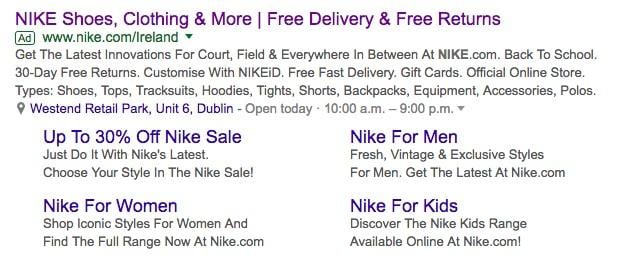 NIKE Shoes, Clothing & More | Free Delivery & Free Returns
Ad www.nike.com/Ireland
Get The Latest Innovations For Court, Field & Everywhere In Between At NIKE.com. Back To School.
30-Day Free Returns. Customise With NIKEiD. Free Fast Delivery. Gift Cards. Official Online Store.
Types: Shoes, Tops, Tracksuits, Hoodies, Tights, Shorts, Backpacks, Equipment, Accessories, Polos.
Westend Retail Park, Unit 6, Dublin - Open today · 10:00 a.m. – 9:00 p.m.
Up To 30% Off Nike Sale
Just Do It With Nike's Latest.
Choose Your Style In The Nike Sale!
Nike For Men
Fresh, Vintage & Exclusive Styles
For Men. Get The Latest At Nike.com
Nike For Women
Shop Iconic Styles For Women And
Find The Full Range Now At Nike.com
Nike For Kids
Discover The Nike Kids Range
Available Online At Nike.com!